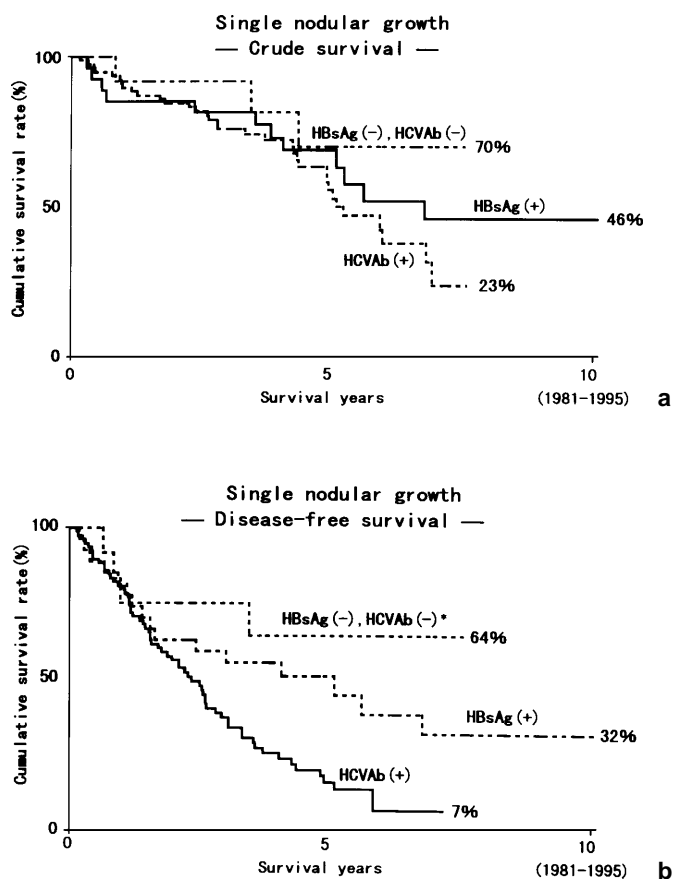 Single nodular growth
— Crude survival —
100
HBsAg(-), HCVAb(-)
70%
Cumulative survival rate(%)
50
HBsAg(+)
46%
HCVAb(+)
23%
0
0 5 10
Survival years (1981-1995) a
Single nodular growth
— Disease-free survival —
100
HBsAg(-), HCVAb(-)*
64%
Cumulative survival rate(%)
50
HBsAg(+)
32%
HCVAb(+)
7%
0
0 5 10
Survival years (1981-1995) b